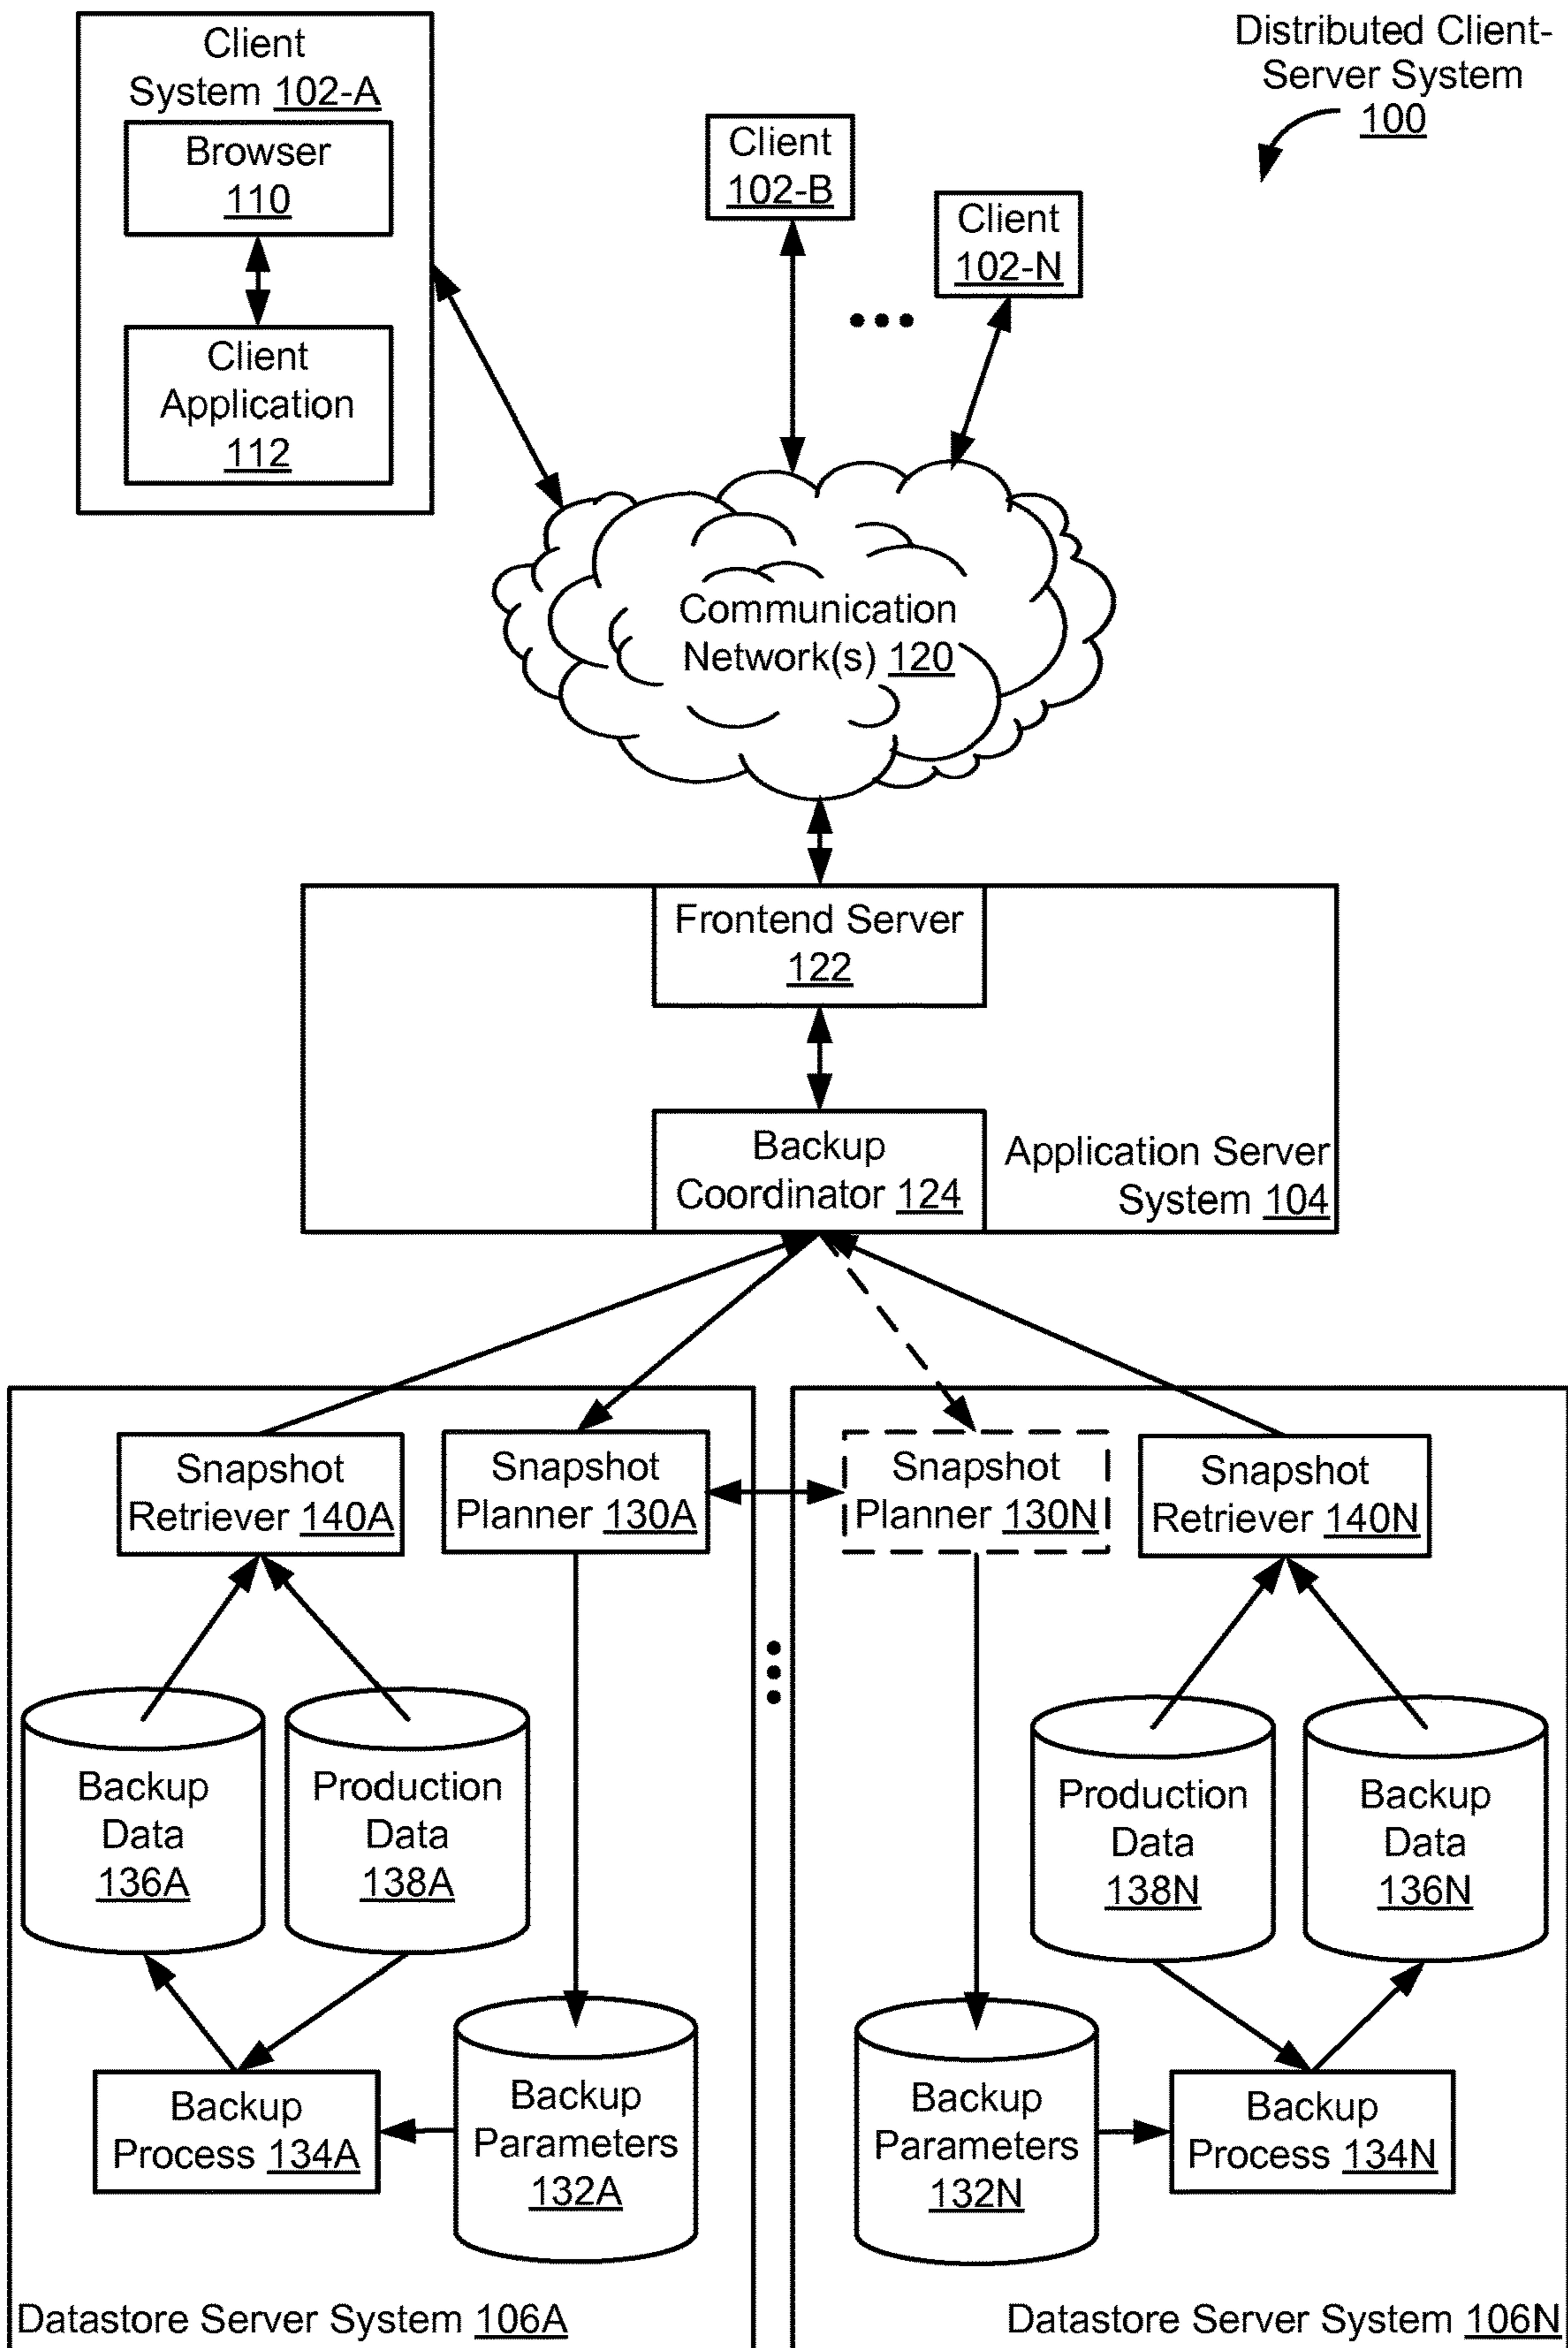 Distributed Client-
Server System
100
Client
System 102-A
Browser
110
Client
Application
112
Client
102-B
Client
102-N
Communication
Network(s) 120
Frontend Server
122
Backup
Coordinator 124
Application Server
System 104
Snapshot
Retriever 140A
Snapshot
Planner 130A
Snapshot
Planner 130N
Snapshot
Retriever 140N
Backup
Data
136A
Production
Data
138A
Production
Data
138N
Backup
Data
136N
Backup
Process 134A
Backup
Parameters
132A
Backup
Parameters
132N
Backup
Process 134N
Datastore Server System 106A
Datastore Server System 106N